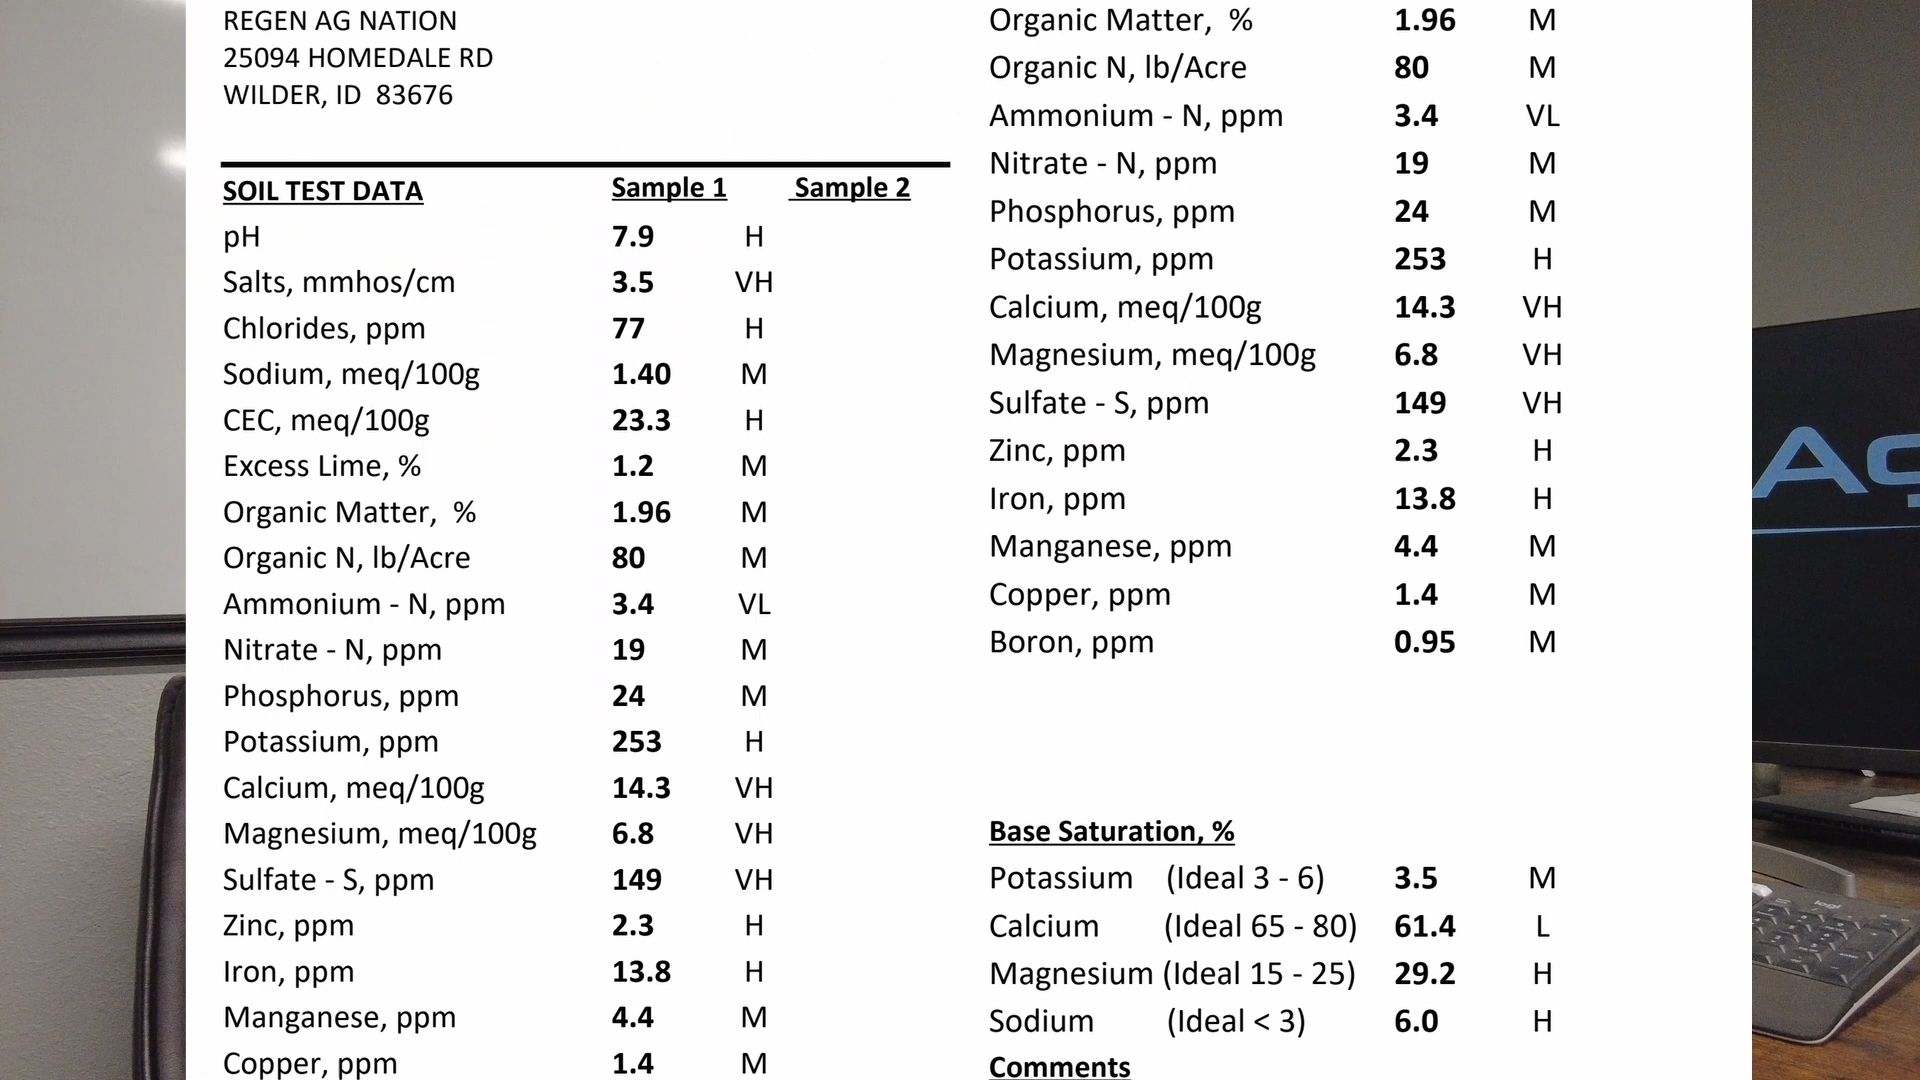 REGEN AG NATION
25094 HOMEDALE RD
WILDER, ID  83676
SOIL TEST DATA Sample 1 Sample 2
pH 7.9 H
Salts, mmhos/cm 3.5 VH
Chlorides, ppm 77 H
Sodium, meq/100g 1.40 M
CEC, meq/100g 23.3 H
Excess Lime, % 1.2 M
Organic Matter,  % 1.96 M
Organic N, lb/Acre 80 M
Ammonium - N, ppm 3.4 VL
Nitrate - N, ppm 19 M
Phosphorus, ppm 24 M
Potassium, ppm 253 H
Calcium, meq/100g 14.3 VH
Magnesium, meq/100g 6.8 VH
Sulfate - S, ppm 149 VH
Zinc, ppm 2.3 H
Iron, ppm 13.8 H
Manganese, ppm 4.4 M
Copper, ppm 1.4 M
Organic Matter,  % 1.96 M
Organic N, lb/Acre 80 M
Ammonium - N, ppm 3.4 VL
Nitrate - N, ppm 19 M
Phosphorus, ppm 24 M
Potassium, ppm 253 H
Calcium, meq/100g 14.3 VH
Magnesium, meq/100g 6.8 VH
Sulfate - S, ppm 149 VH
Zinc, ppm 2.3 H
Iron, ppm 13.8 H
Manganese, ppm 4.4 M
Copper, ppm 1.4 M
Boron, ppm 0.95 M
Base Saturation, %
Potassium (Ideal 3 - 6) 3.5 M
Calcium (Ideal 65 - 80) 61.4 L
Magnesium (Ideal 15 - 25) 29.2 H
Sodium (Ideal < 3) 6.0 H
Comments
logi